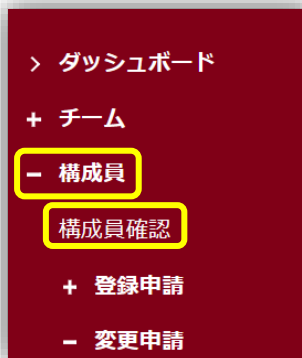 > ダッシュボード
+ チーム
− 構成員
構成員確認
+ 登録申請
− 変更申請